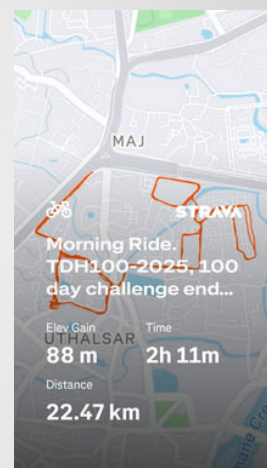 MAJ
STRAVA
Morning Ride.
TDH100-2025, 100
day challenge end...
Elev Gain
Time
UTHALSAR
88 m
2h 11m
Distance
22.47 km